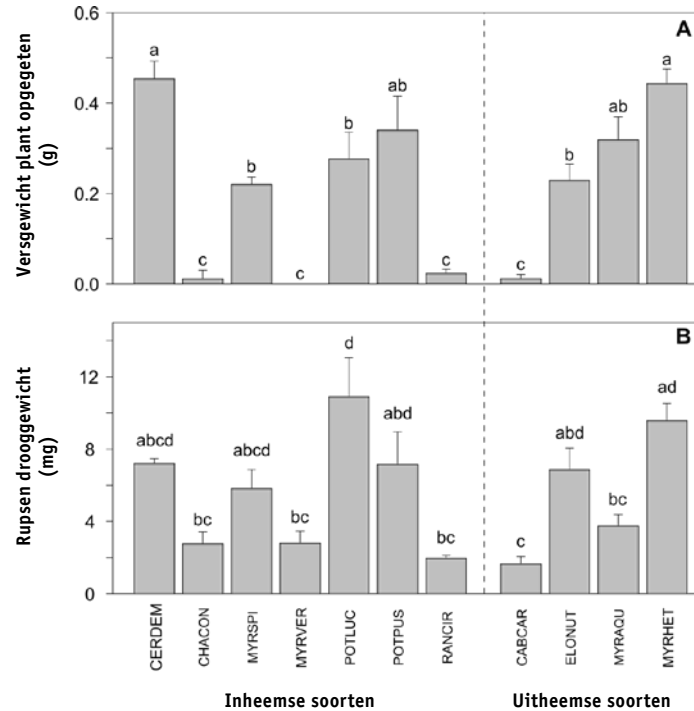 0.6
A
a
a
ab
ab
b
b
b
0.4
0.2
0.0
c
c
c
c
Versgewicht plant opgegeten
(g)
B
d
ad
abcd
abcd
abd
abd
bc
bc
bc
bc
c
12
8
4
0
Rupsen drooggewicht
(mg)
CERDEM
CHACON
MYRSPI
MYRVER
POTLUC
POTPUS
RANCIR
CABCAR
ELONUT
MYRAQU
MYRHET
Inheemse soorten
Uitheemse soorten